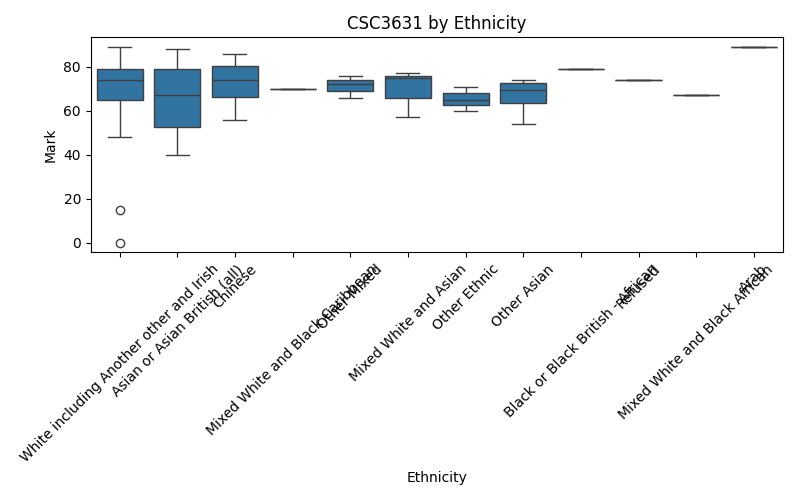 CSC3631 by Ethnicity
Mark
80
60
40
20
0
White including Another other and Irish
Asian or Asian British (all)
Chinese
Mixed White and Black Caribbean
Other Mixed
Mixed White and Asian
Other Ethnic
Other Asian
Black or Black British - African
Refused
Mixed White and Black African
Arab
Ethnicity